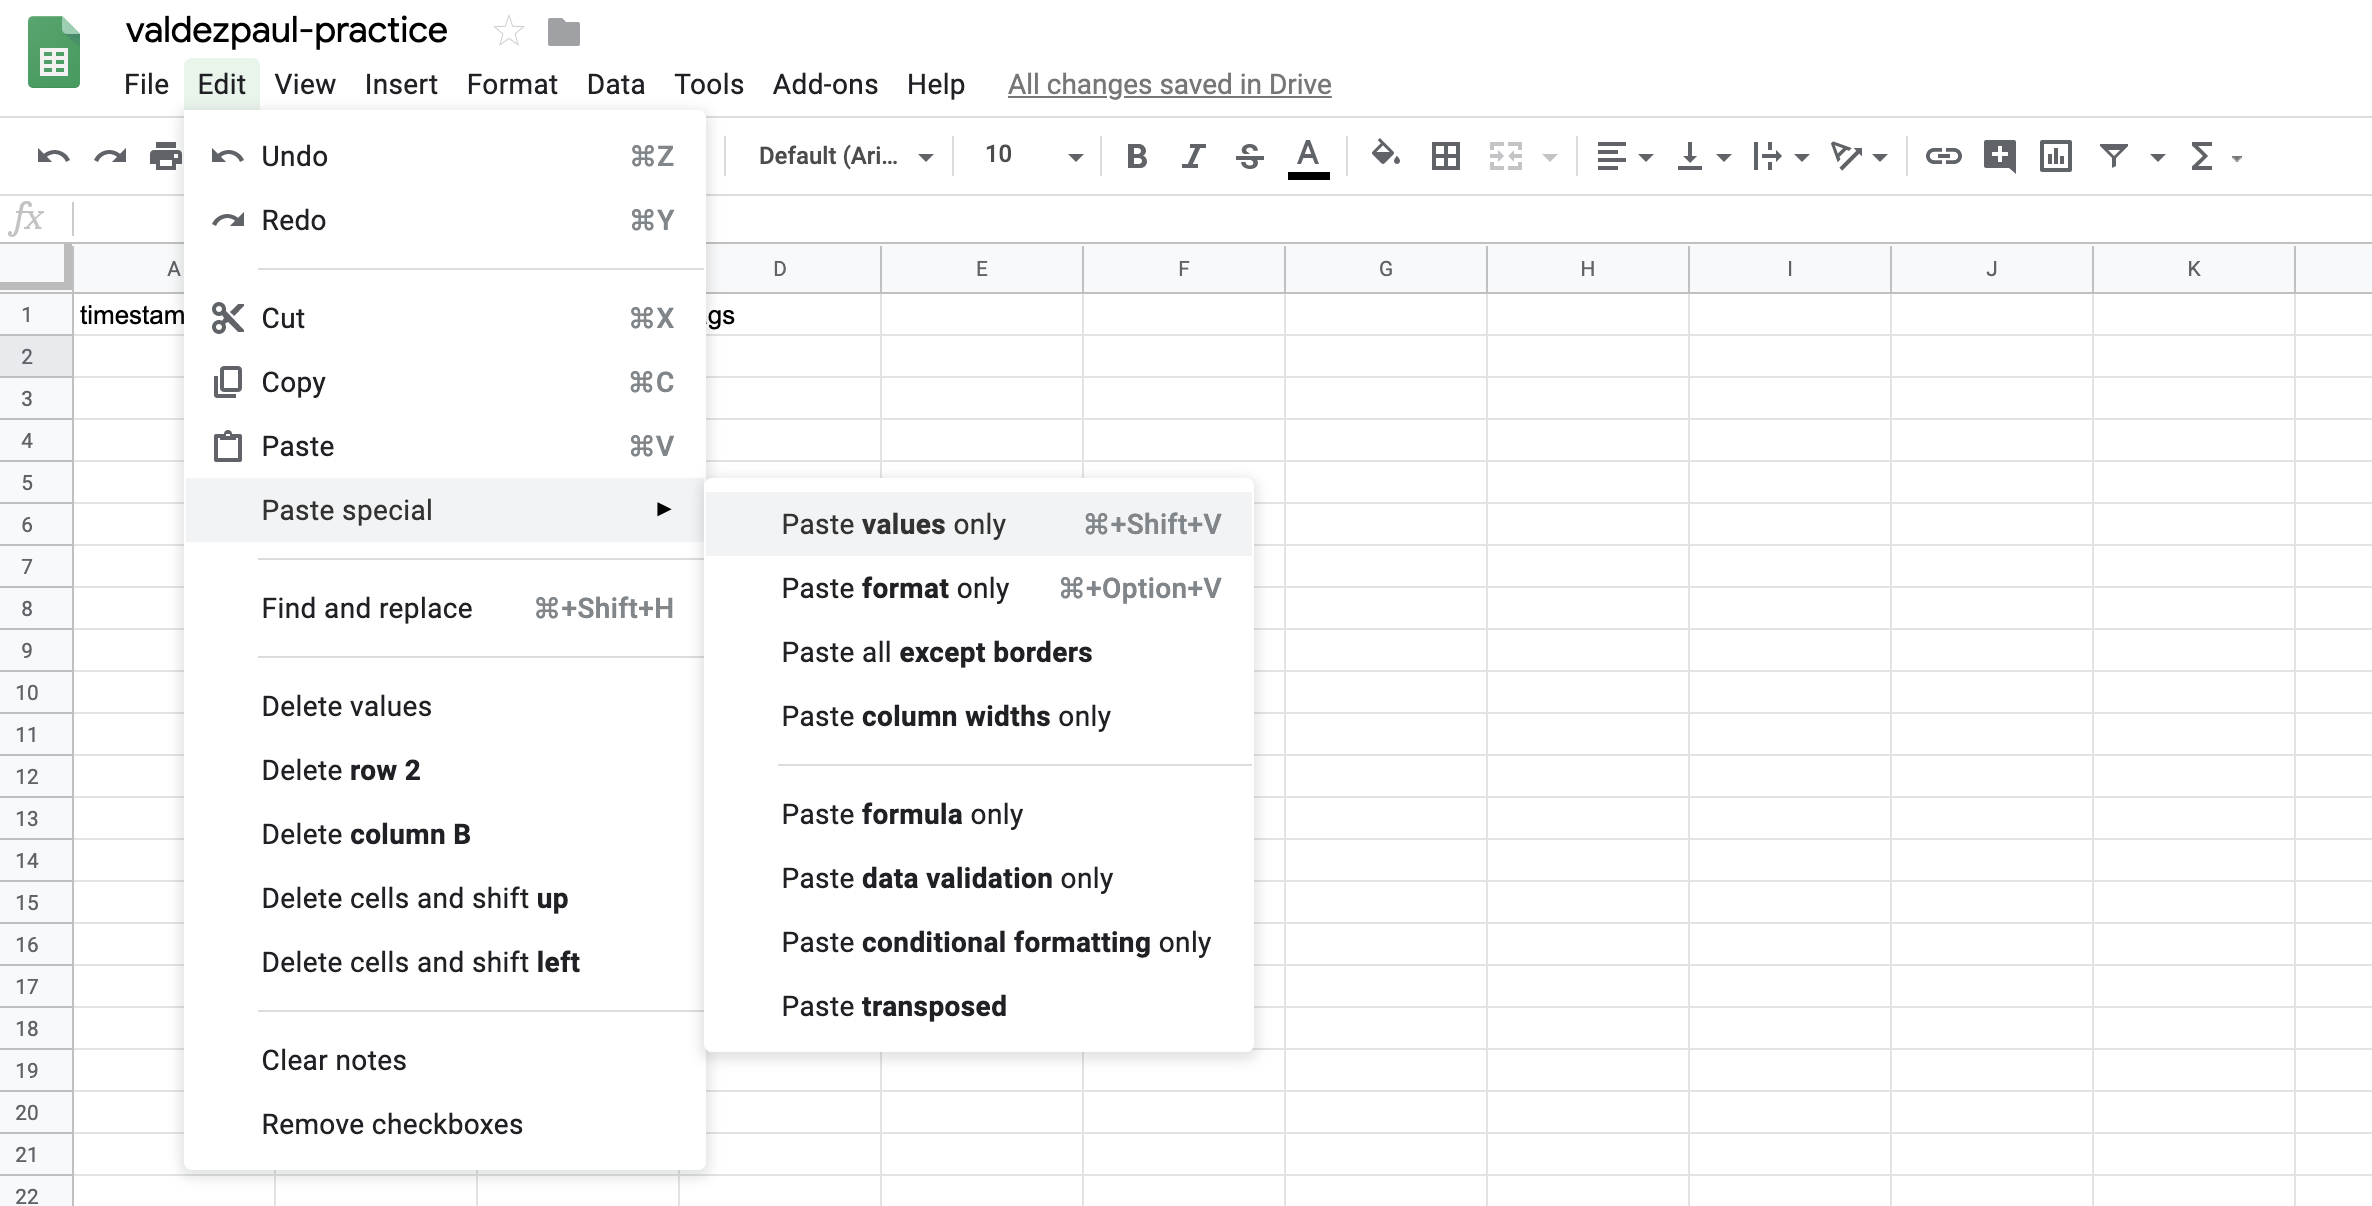 valdezpaul-practice
File Edit View Insert Format Data Tools Add-ons Help All changes saved in Drive
Default (Ari... 10 B I S A
fx
A D E F G H I J K
1 timestam gs
2
3
4
5
6
7
8
9
10
11
12
13
14
15
16
17
18
19
20
21
22
Undo ⌘Z
Redo ⌘Y
Cut ⌘X
Copy ⌘C
Paste ⌘V
Paste special ►
Find and replace ⌘+Shift+H
Delete values
Delete row 2
Delete column B
Delete cells and shift up
Delete cells and shift left
Clear notes
Remove checkboxes
Paste values only ⌘+Shift+V
Paste format only ⌘+Option+V
Paste all except borders
Paste column widths only
Paste formula only
Paste data validation only
Paste conditional formatting only
Paste transposed